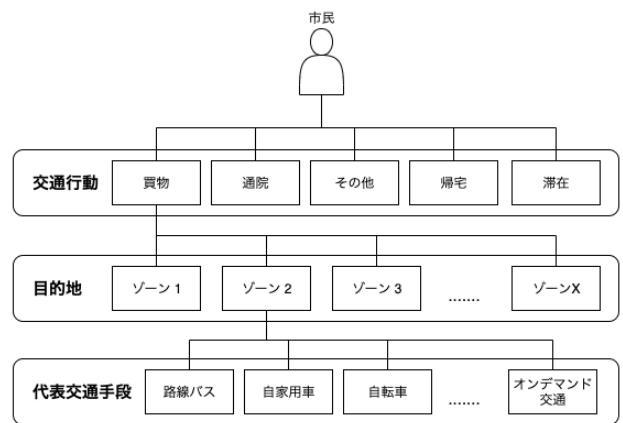 市民
交通行動
買物
通院
その他
帰宅
滞在
目的地
ゾーン 1
ゾーン 2
ゾーン 3
.......
ゾーンX
代表交通手段
路線バス
自家用車
自転車
.......
オンデマンド
交通